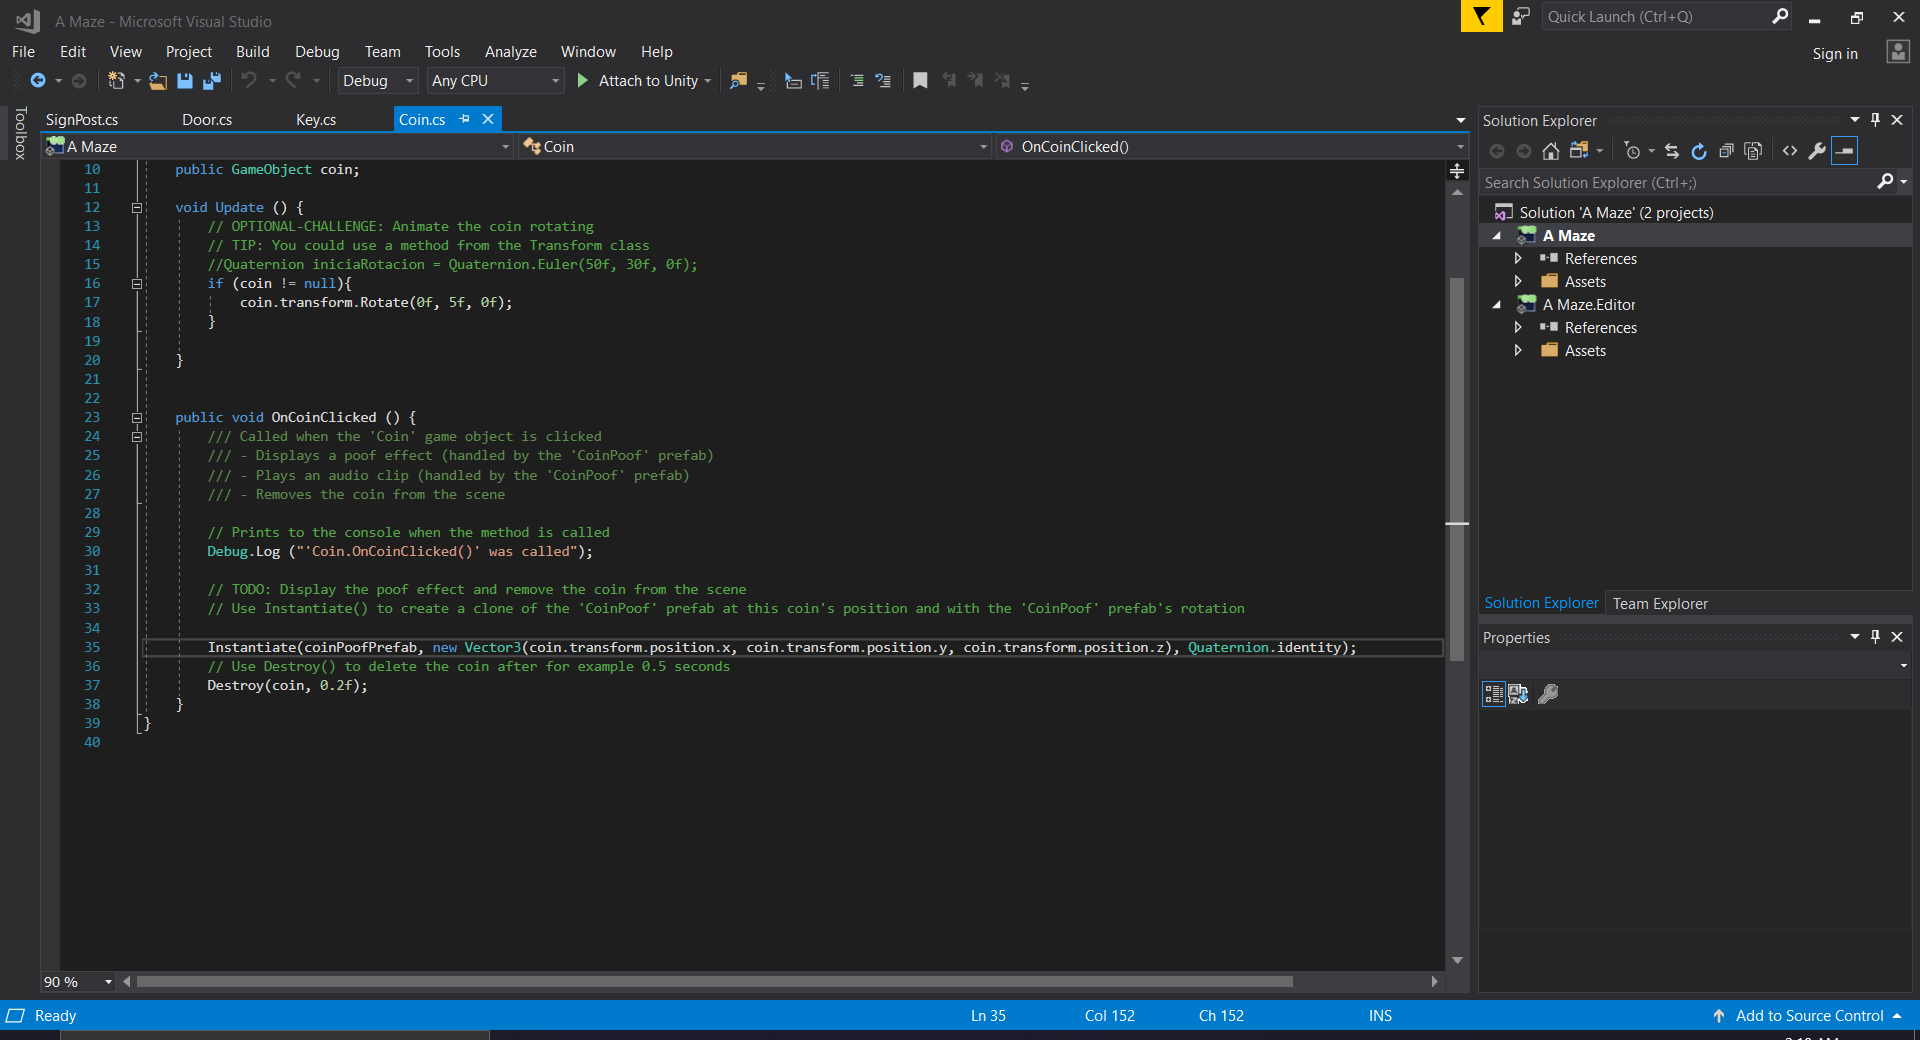 A Maze - Microsoft Visual Studio
Quick Launch (Ctrl+Q)
File Edit View Project Build Debug Team Tools Analyze Window Help
Sign in
Debug Any CPU Attach to Unity
Toolbox
SignPost.cs Door.cs Key.cs Coin.cs
A Maze Coin OnCoinClicked()
10 public GameObject coin;
11
12 void Update () {
13 // OPTIONAL-CHALLENGE: Animate the coin rotating
14 // TIP: You could use a method from the Transform class
15 //Quaternion iniciaRotacion = Quaternion.Euler(50f, 30f, 0f);
16 if (coin != null){
17 coin.transform.Rotate(0f, 5f, 0f);
18 }
19
20 }
21
22
23 public void OnCoinClicked () {
24 /// Called when the 'Coin' game object is clicked
25 /// - Displays a poof effect (handled by the 'CoinPoof' prefab)
26 /// - Plays an audio clip (handled by the 'CoinPoof' prefab)
27 /// - Removes the coin from the scene
28
29 // Prints to the console when the method is called
30 Debug.Log ("'Coin.OnCoinClicked()' was called");
31
32 // TODO: Display the poof effect and remove the coin from the scene
33 // Use Instantiate() to create a clone of the 'CoinPoof' prefab at this coin's position and with the 'CoinPoof' prefab's rotation
34
35 Instantiate(coinPoofPrefab, new Vector3(coin.transform.position.x, coin.transform.position.y, coin.transform.position.z), Quaternion.identity);
36 // Use Destroy() to delete the coin after for example 0.5 seconds
37 Destroy(coin, 0.2f);
38 }
39 }
40
90 %
Solution Explorer
Search Solution Explorer (Ctrl+;)
Solution 'A Maze' (2 projects)
A Maze
References
Assets
A Maze.Editor
References
Assets
Solution Explorer Team Explorer
Properties
Ready Ln 35 Col 152 Ch 152 INS Add to Source Control